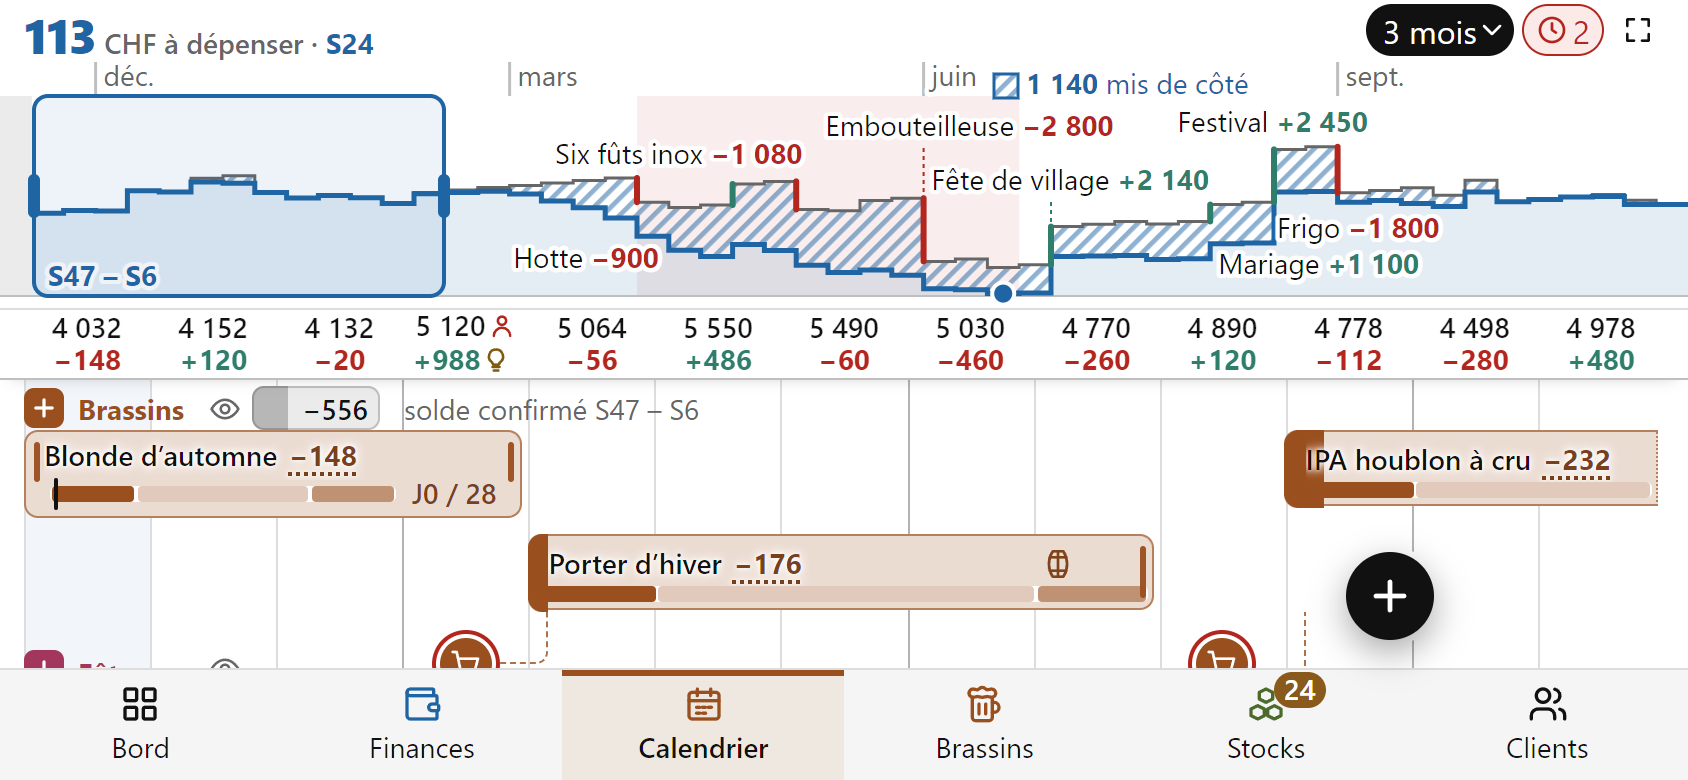 113 CHF à dépenser · S24
3 mois
2
déc.
mars
juin
1 140 mis de côté
sept.
Embouteilleuse −2 800
Festival +2 450
Six fûts inox −1 080
Fête de village +2 140
Frigo −1 800
Hotte −900
Mariage +1 100
S47 – S6
4 032 4 152 4 132 5 120 5 064 5 550 5 490 5 030 4 770 4 890 4 778 4 498 4 978
−148 +120 −20 +988 −56 +486 −60 −460 −260 +120 −112 −280 +480
Brassins −556 solde confirmé S47 – S6
Blonde d’automne −148
J0 / 28
IPA houblon à cru −232
Porter d’hiver −176
24
Bord Finances Calendrier Brassins Stocks Clients